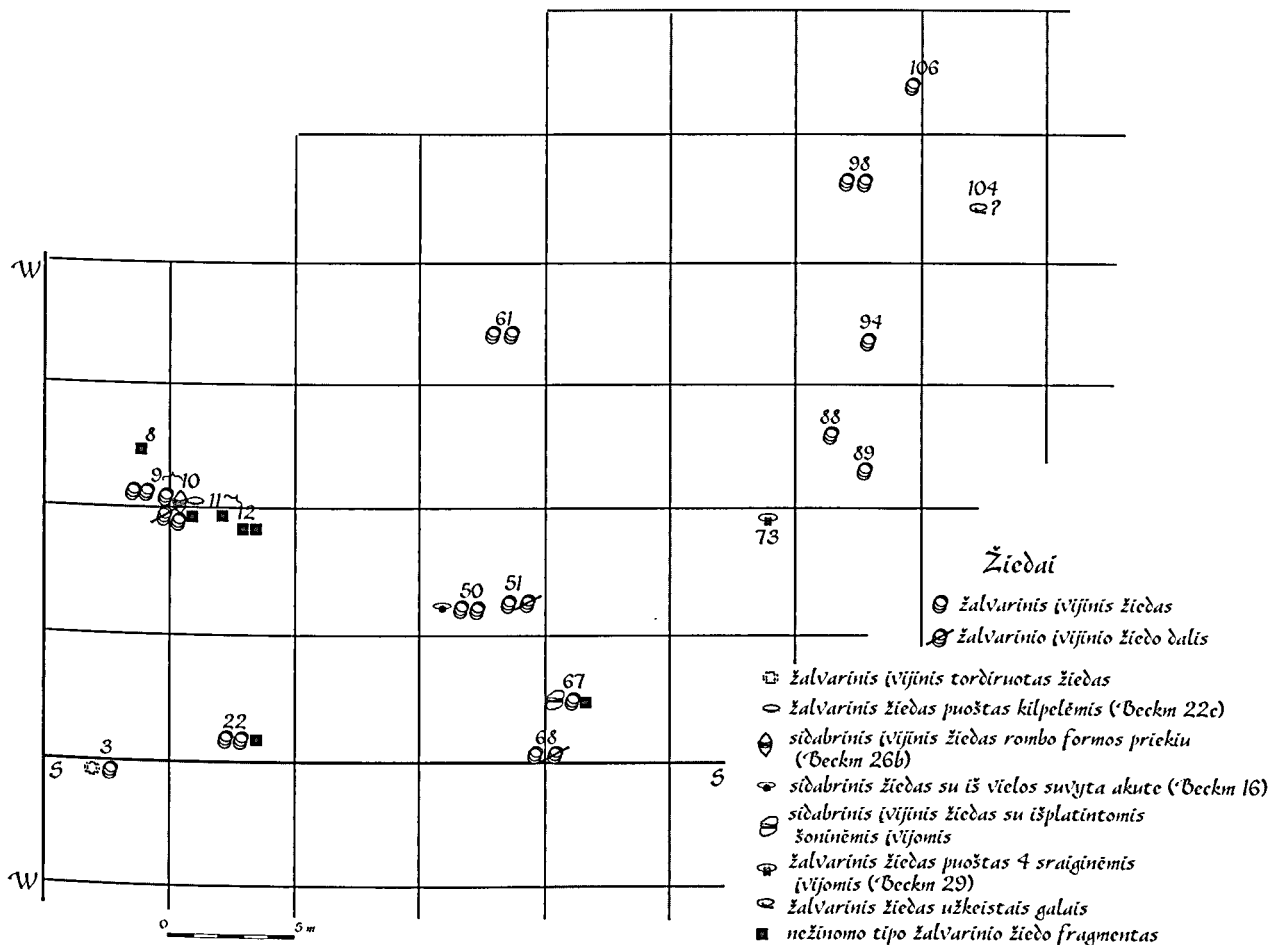 106
98
104
?
W
61
94
88
89
8
9 10
11
12
73
50 51
67
22
68
3
S
S
W
0 5 m
Žiedai
žalvarinis įvijinis žiedas
žalvarinio įvijinio žiedo dalis
žalvarinis įvijinis tordiruotas žiedas
žalvarinis žiedas puoštas kilpelėmis (Beckm 22c)
sidabrinis įvijinis žiedas rombo formos priekiu
(Beckm 26b)
sidabrinis žiedas su iš vielos suvyta akute (Beckm 16)
sidabrinis įvijinis žiedas su išplatintomis
šoninėmis įvijomis
žalvarinis žiedas puoštas 4 sraiginėmis
įvijomis (Beckm 29)
žalvarinis žiedas užkeistais galais
nežinomo tipo žalvarinio žiedo fragmentas